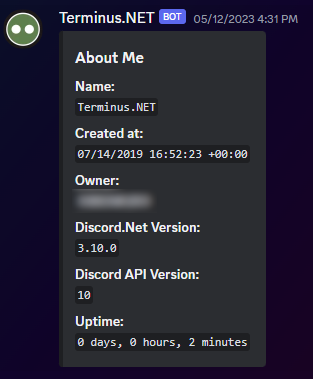 Terminus.NET BOT 05/12/2023 4:31 PM
About Me
Name:
Terminus.NET
Created at:
07/14/2019 16:52:23 +00:00
Owner:
Discord.Net Version:
3.10.0
Discord API Version:
10
Uptime:
0 days, 0 hours, 2 minutes